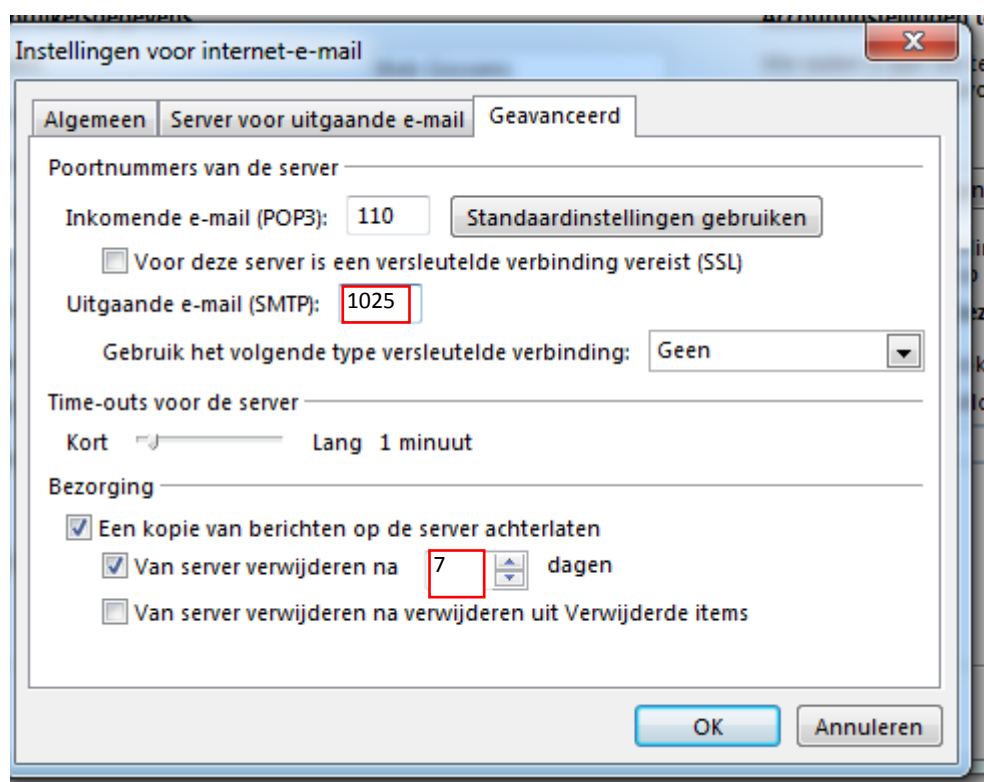 Instellingen voor internet-e-mail
Algemeen Server voor uitgaande e-mail Geavanceerd
Poortnummers van de server
Inkomende e-mail (POP3): 110 Standaardinstellingen gebruiken
Voor deze server is een versleutelde verbinding vereist (SSL)
Uitgaande e-mail (SMTP): 1025
Gebruik het volgende type versleutelde verbinding: Geen
Time-outs voor de server
Kort Lang 1 minuut
Bezorging
Een kopie van berichten op de server achterlaten
Van server verwijderen na 7 dagen
Van server verwijderen na verwijderen uit Verwijderde items
OK Annuleren